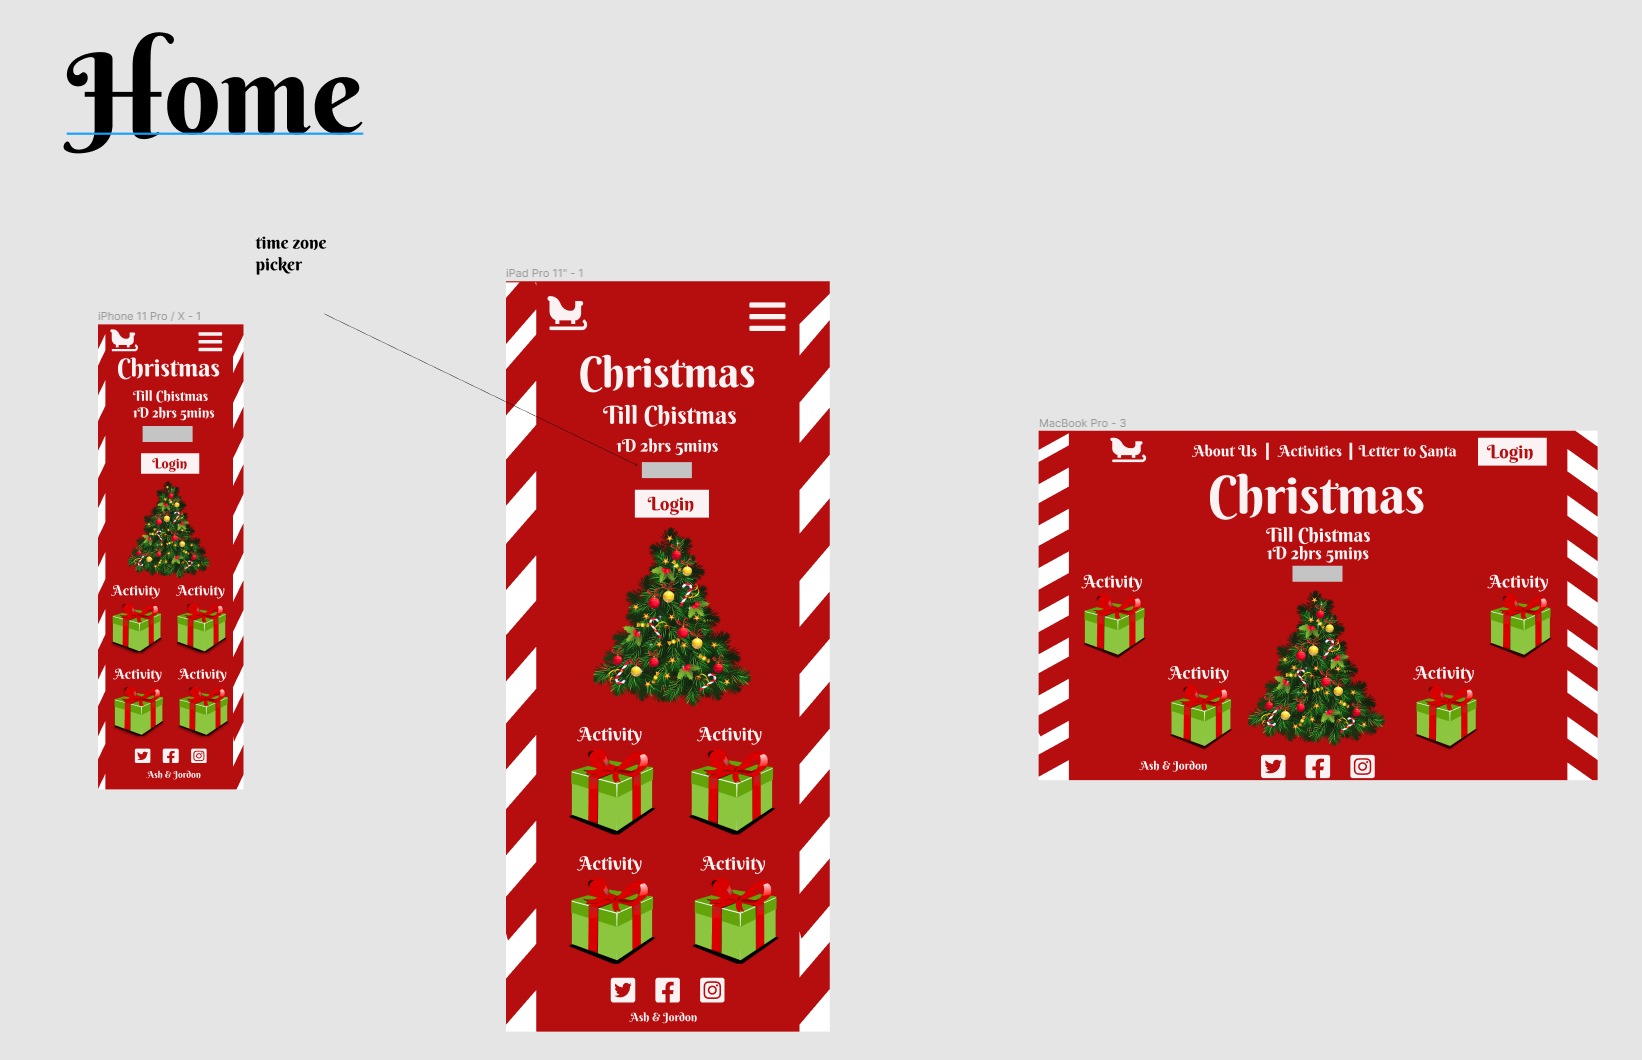 Home
time zone
picker
iPhone 11 Pro / X - 1
Christmas
Till Chistmas
1D 2hrs 5mins
Login
Activity Activity
Activity Activity
Ash & Jordon
iPad Pro 11" - 1
Christmas
Till Chistmas
1D 2hrs 5mins
Login
Activity Activity
Activity Activity
Ash & Jordon
MacBook Pro - 3
About Us | Activities | Letter to Santa Login
Christmas
Till Chistmas
1D 2hrs 5mins
Activity Activity
Activity Activity
Ash & Jordon